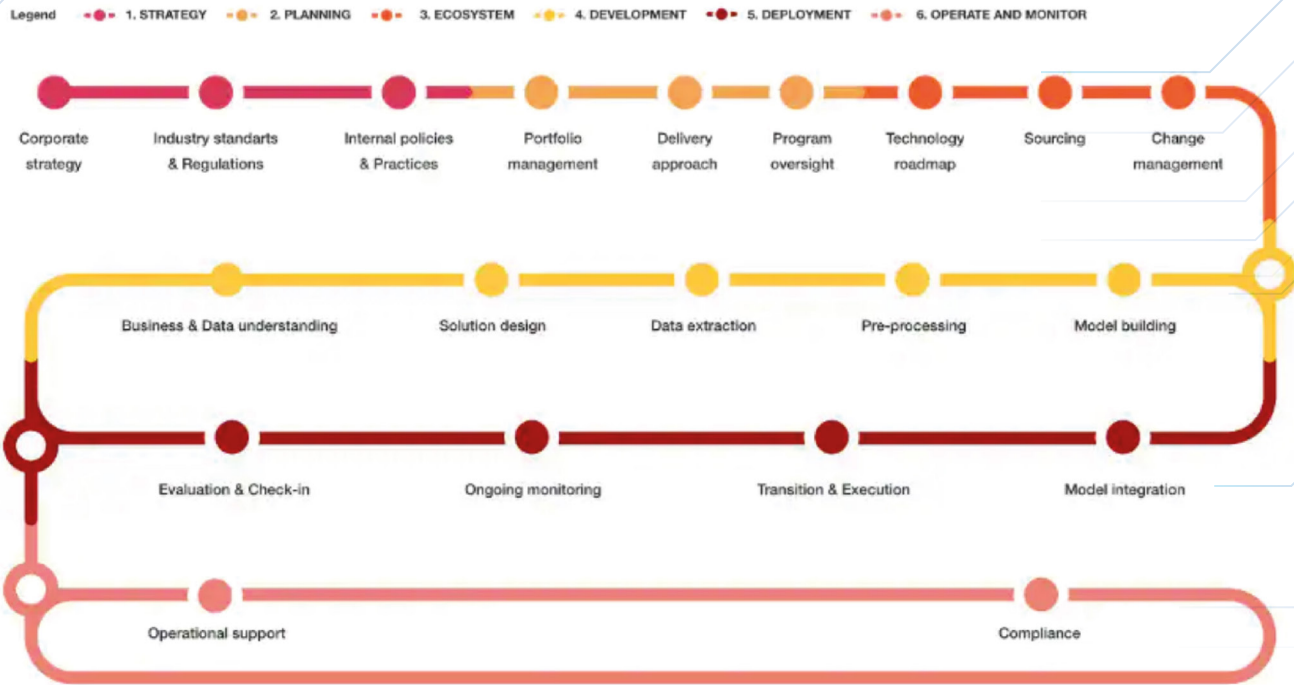 Legend 1. STRATEGY 2. PLANNING 3. ECOSYSTEM 4. DEVELOPMENT 5. DEPLOYMENT 6. OPERATE AND MONITOR
Corporate
strategy
Industry standarts
& Regulations
Internal policies
& Practices
Portfolio
management
Delivery
approach
Program
oversight
Technology
roadmap
Sourcing
Change
management
Business & Data understanding
Solution design
Data extraction
Pre-processing
Model building
Evaluation & Check-in
Ongoing monitoring
Transition & Execution
Model integration
Operational support
Compliance